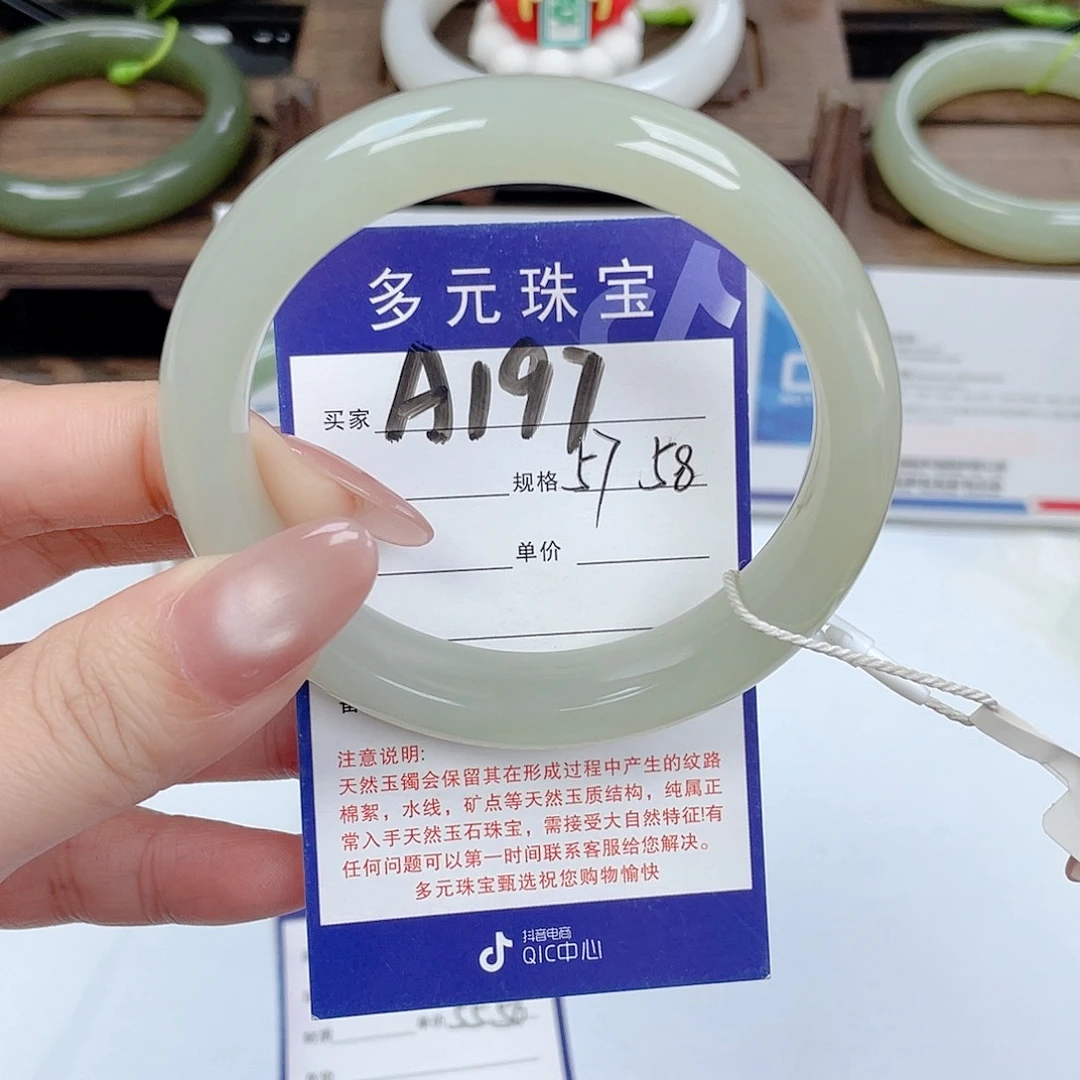 多元珠宝
买家 A197
规格 57 58
单价
注意说明:
天然玉镯会保留其在形成过程中产生的纹路
棉絮，水线，矿点等天然玉质结构，纯属正
常入手天然玉石珠宝，需接受大自然特征!有
任何问题可以第一时间联系客服给您解决。
多元珠宝甄选祝您购物愉快
抖音电商
QIC中心